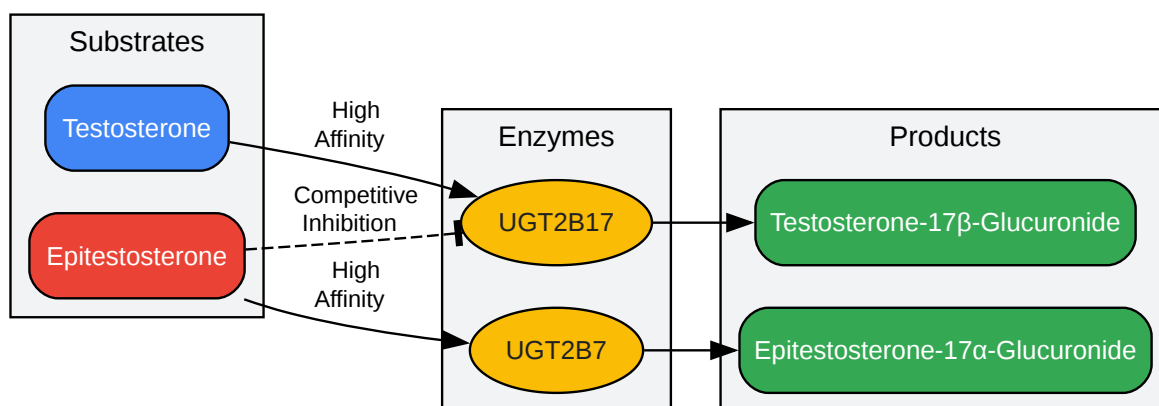 Substrates
Testosterone
Epitestosterone
High
Affinity
Competitive
Inhibition
High
Affinity
Enzymes
UGT2B17
UGT2B7
Products
Testosterone-17β-Glucuronide
Epitestosterone-17α-Glucuronide